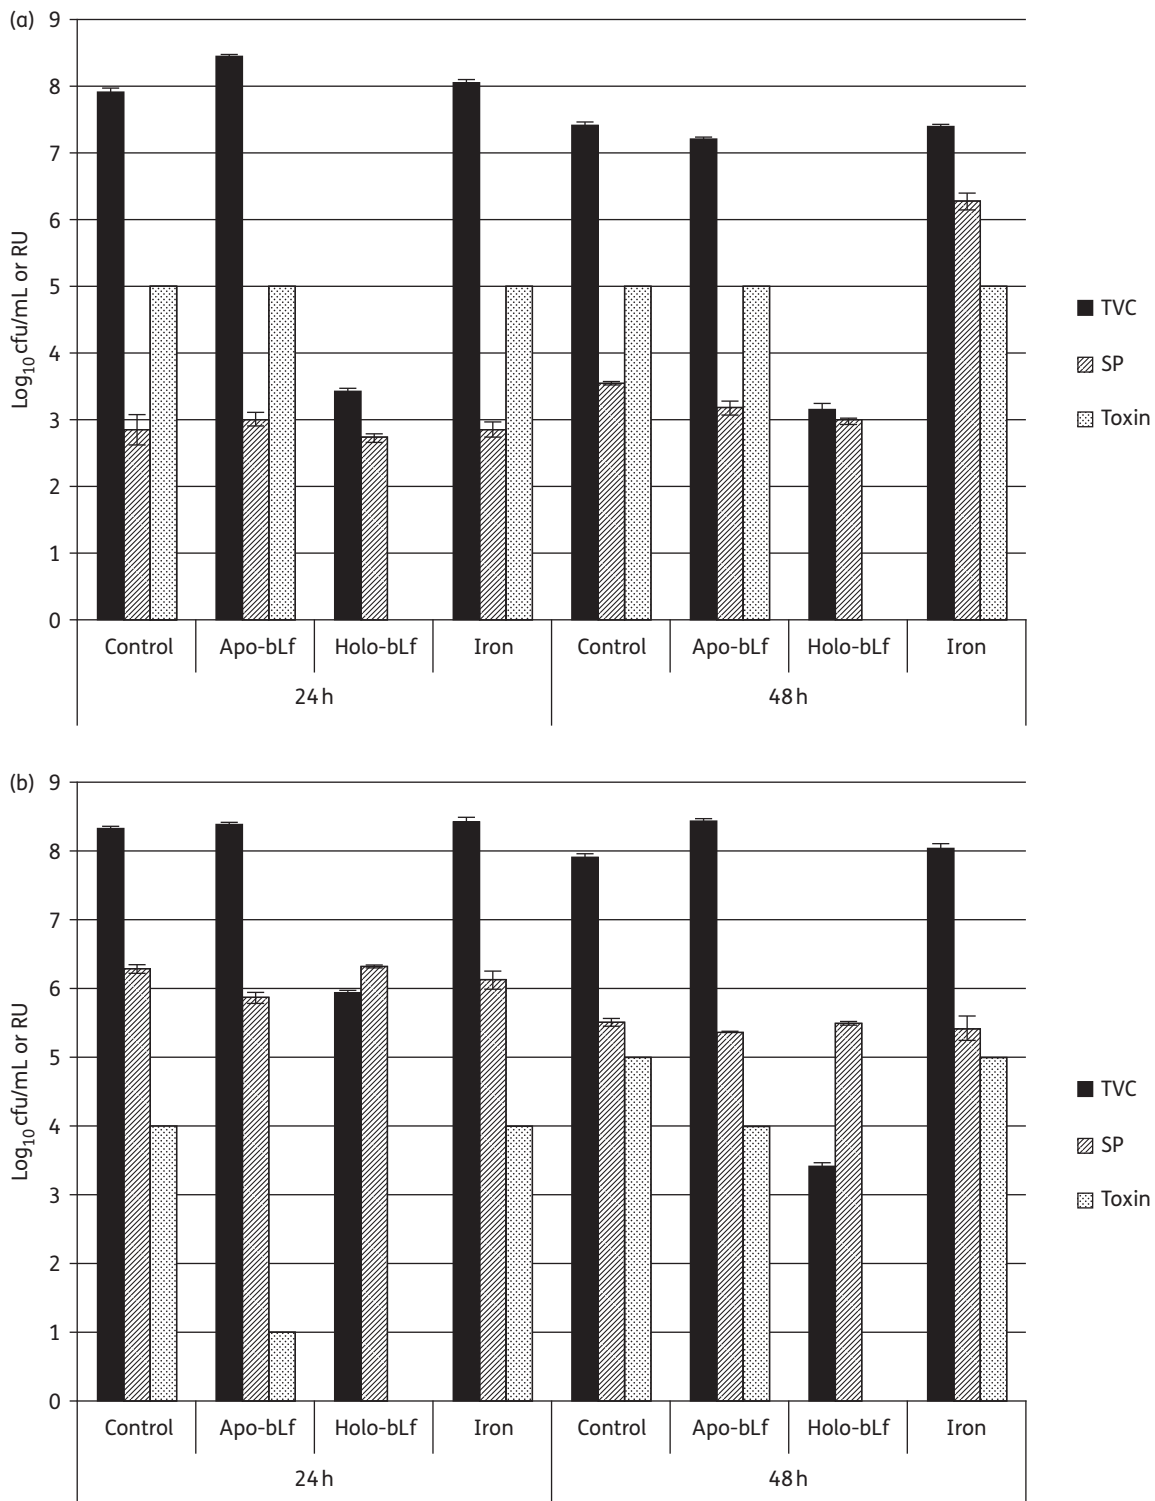 (a)
9
8
7
6
5
4
3
2
1
0
Log10 cfu/mL or RU
Control Apo-bLf Holo-bLf Iron Control Apo-bLf Holo-bLf Iron
24 h 48 h
TVC
SP
Toxin
(b)
9
8
7
6
5
4
3
2
1
0
Log10 cfu/mL or RU
Control Apo-bLf Holo-bLf Iron Control Apo-bLf Holo-bLf Iron
24 h 48 h
TVC
SP
Toxin